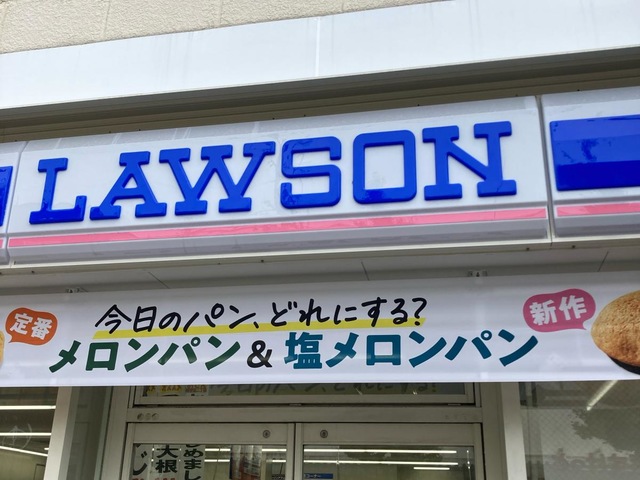 LAWSON
定番
今日のパン、どれにする?
新作
メロンパン & 塩メロンパン
大根